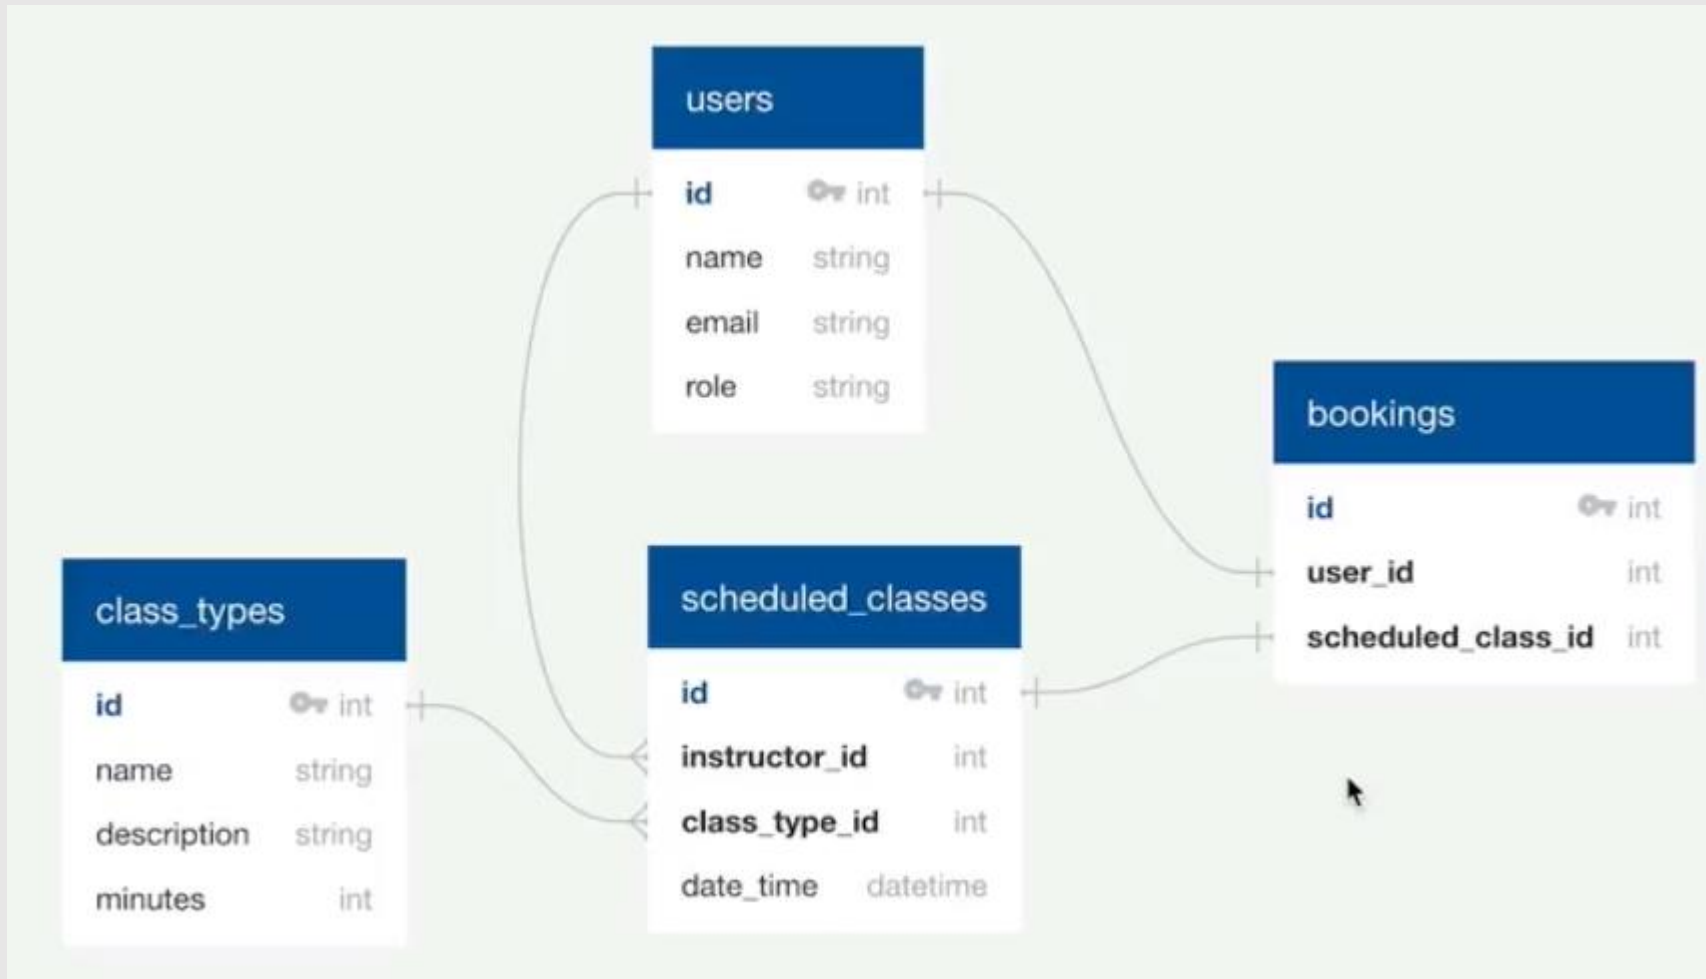 users
id int
name string
email string
role string
bookings
id int
user_id int
scheduled_class_id int
class_types
id int
name string
description string
minutes int
scheduled_classes
id int
instructor_id int
class_type_id int
date_time datetime